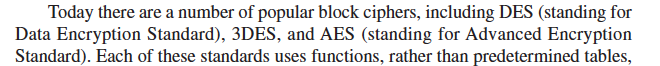 Today there are a number of popular block ciphers, including DES (standing for
Data Encryption Standard), 3DES, and AES (standing for Advanced Encryption
Standard). Each of these standards uses functions, rather than predetermined tables,